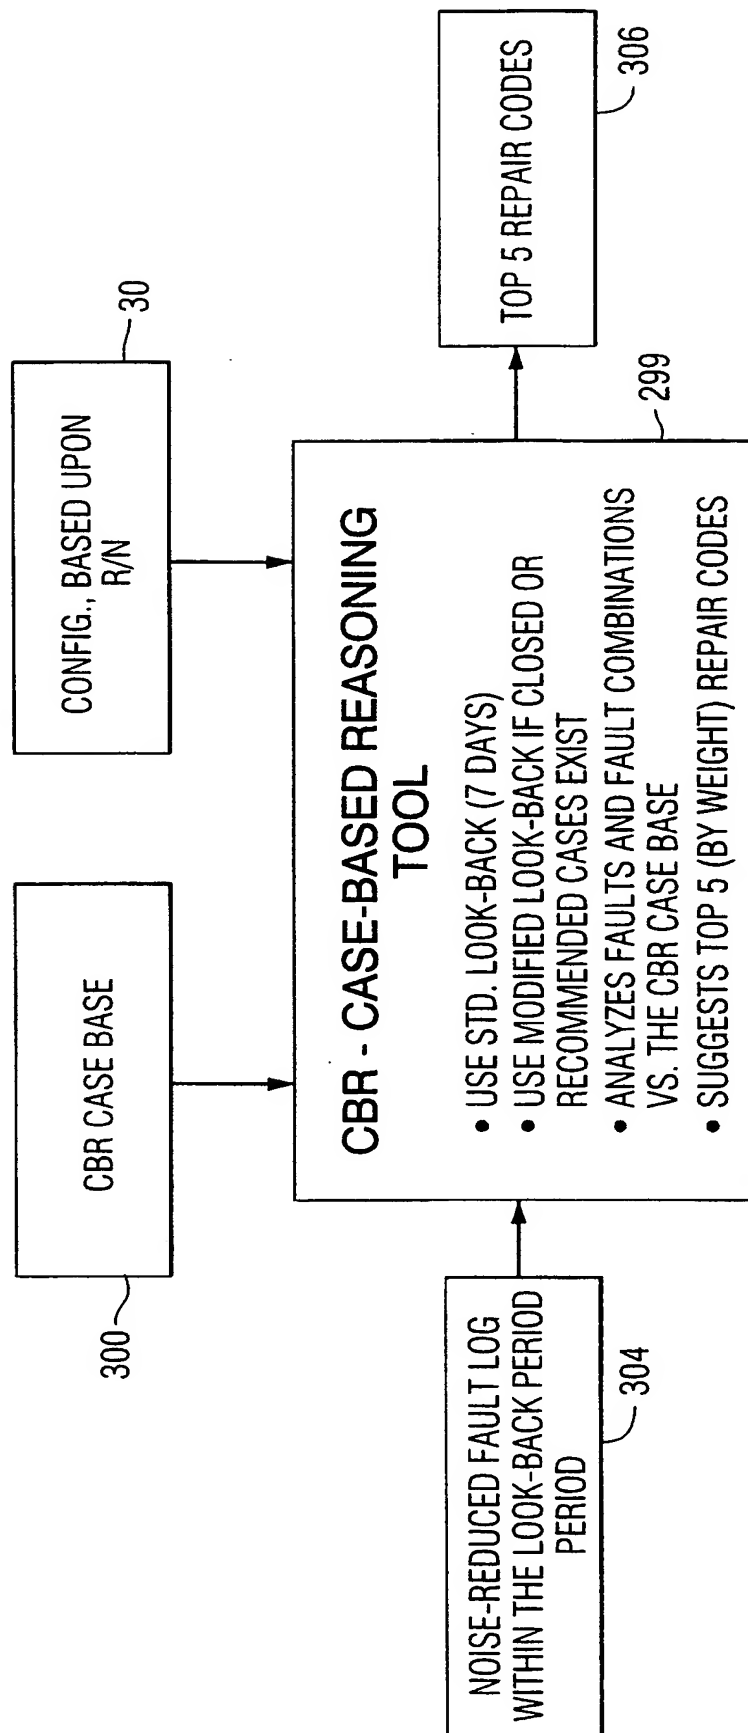 CBR CASE BASE
300
CONFIG., BASED UPON
R/N
30
NOISE-REDUCED FAULT LOG
WITHIN THE LOOK-BACK PERIOD
PERIOD
304
CBR - CASE-BASED REASONING
TOOL
• USE STD. LOOK-BACK (7 DAYS)
• USE MODIFIED LOOK-BACK IF CLOSED OR
RECOMMENDED CASES EXIST
• ANALYZES FAULTS AND FAULT COMBINATIONS
VS. THE CBR CASE BASE
• SUGGESTS TOP 5 (BY WEIGHT) REPAIR CODES
299
TOP 5 REPAIR CODES
306